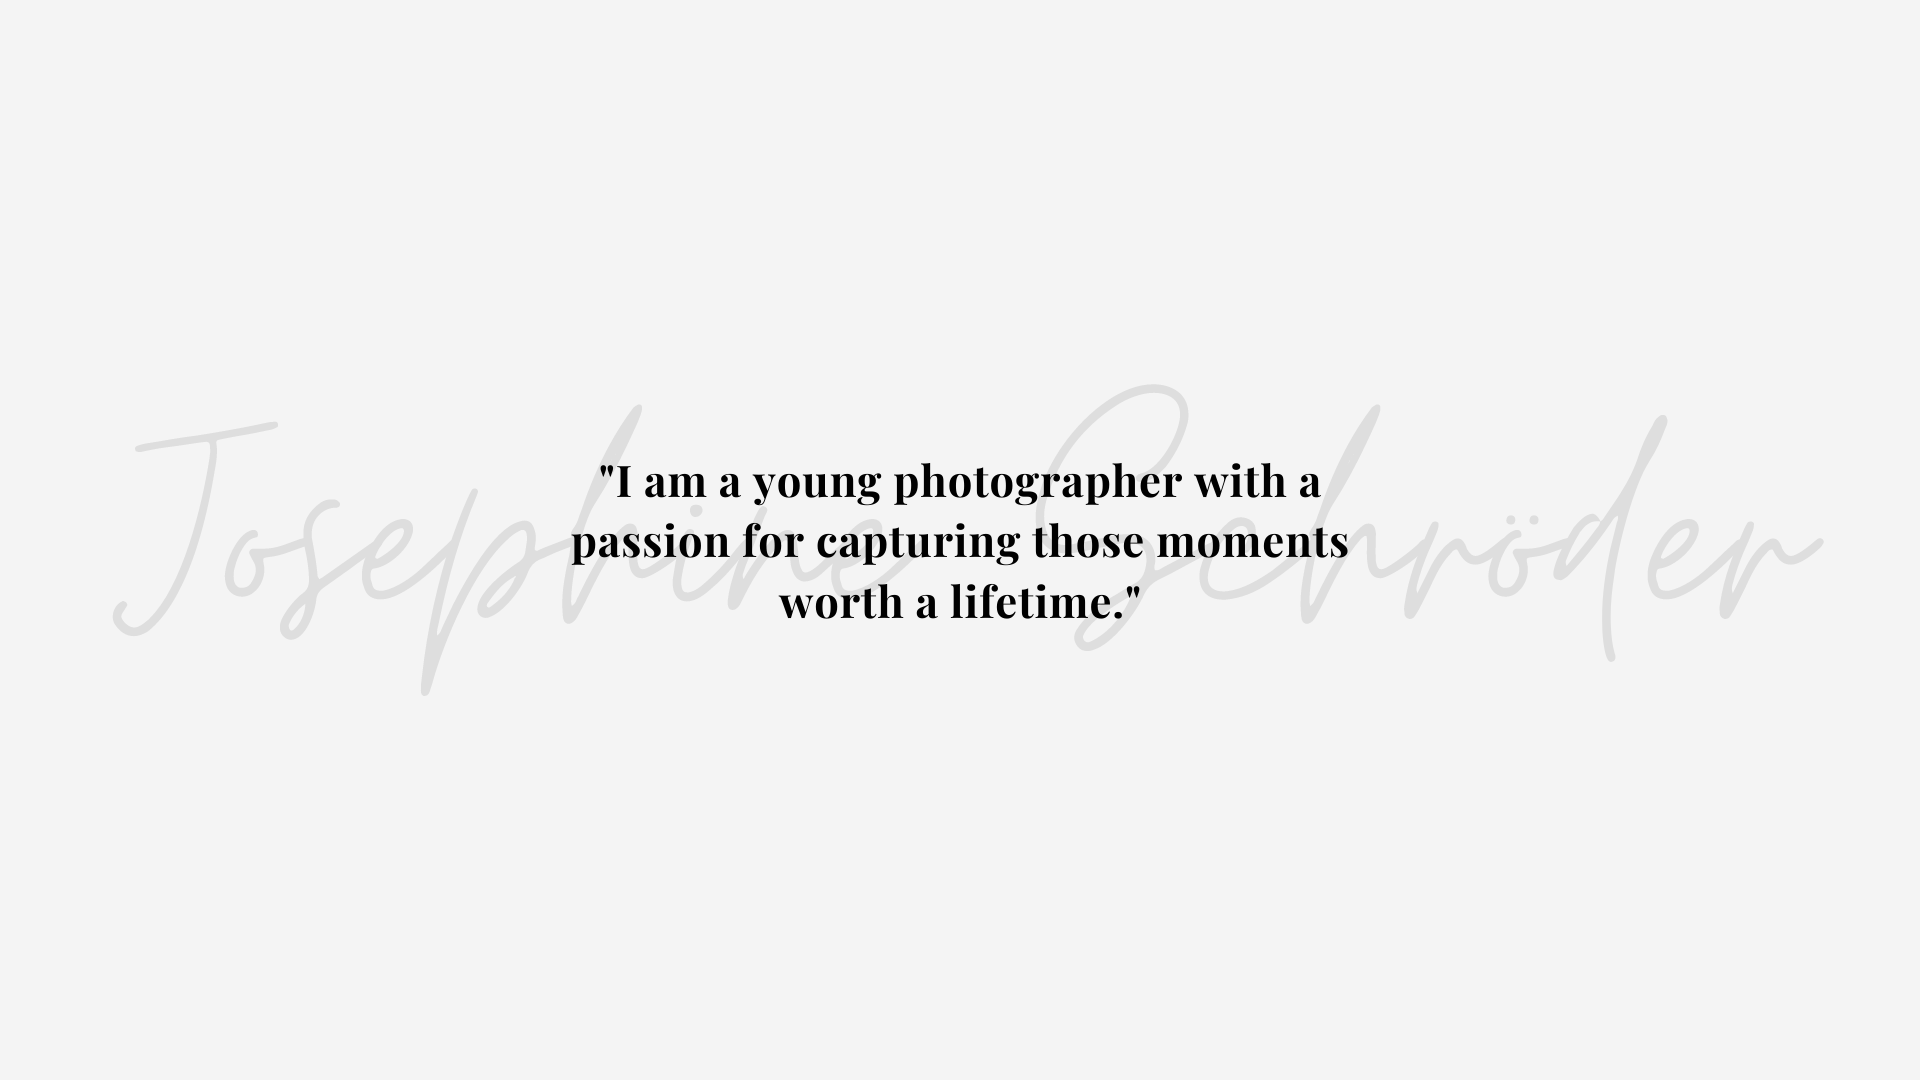 Josephine Schröder
"I am a young photographer with a
passion for capturing those moments
worth a lifetime."